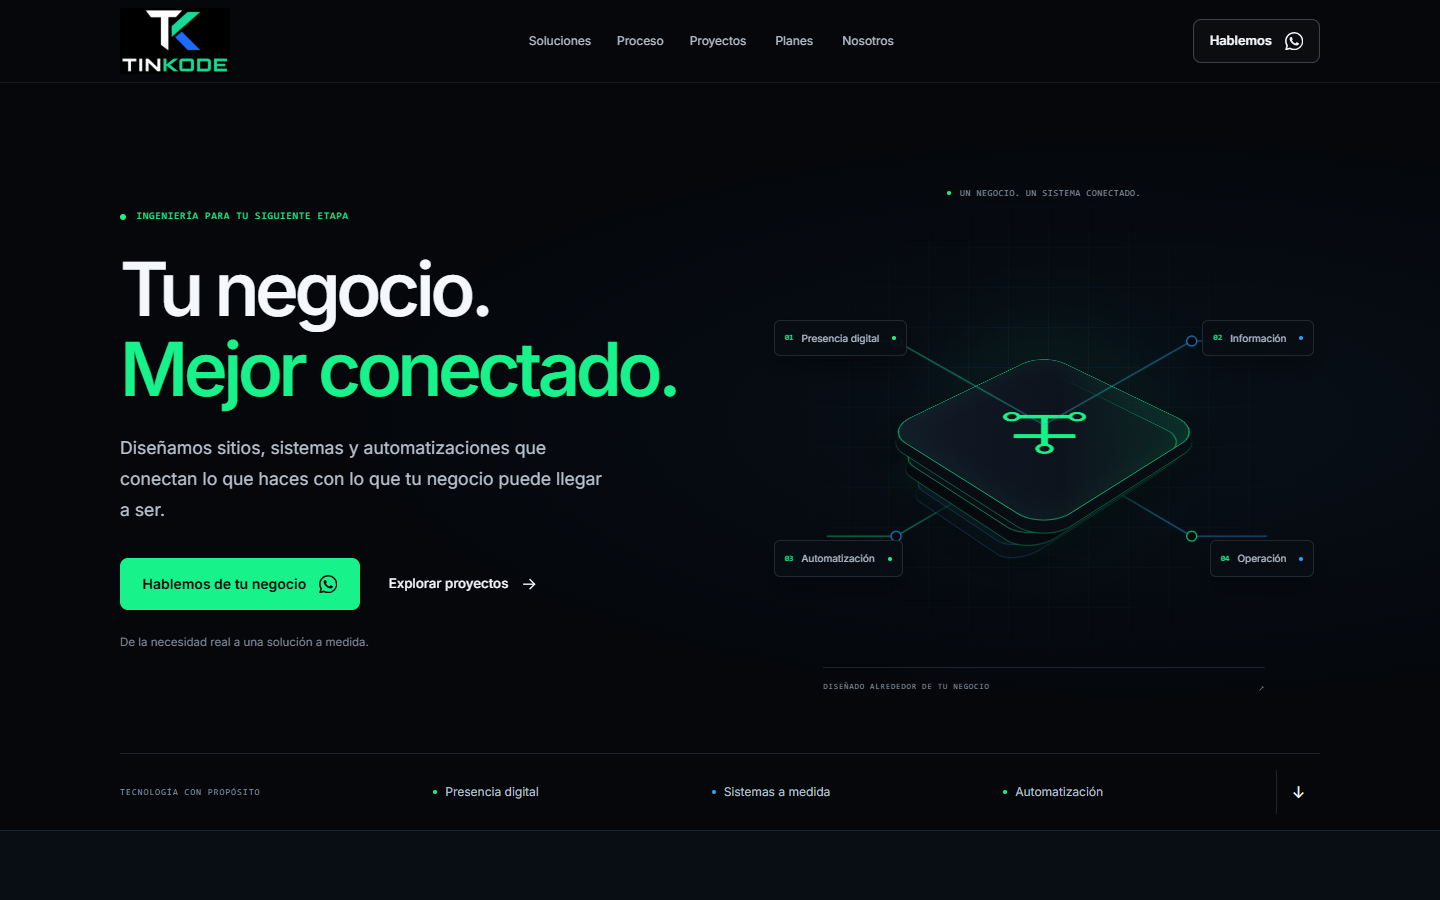 TINKODE
Soluciones
Proceso
Proyectos
Planes
Nosotros
Hablemos
INGENIERÍA PARA TU SIGUIENTE ETAPA
Tu negocio.
Mejor conectado.
Diseñamos sitios, sistemas y automatizaciones que
conectan lo que haces con lo que tu negocio puede llegar
a ser.
Hablemos de tu negocio
Explorar proyectos
De la necesidad real a una solución a medida.
UN NEGOCIO. UN SISTEMA CONECTADO.
01 Presencia digital
02 Información
03 Automatización
04 Operación
DISEÑADO ALREDEDOR DE TU NEGOCIO
TECNOLOGÍA CON PROPÓSITO
Presencia digital
Sistemas a medida
Automatización